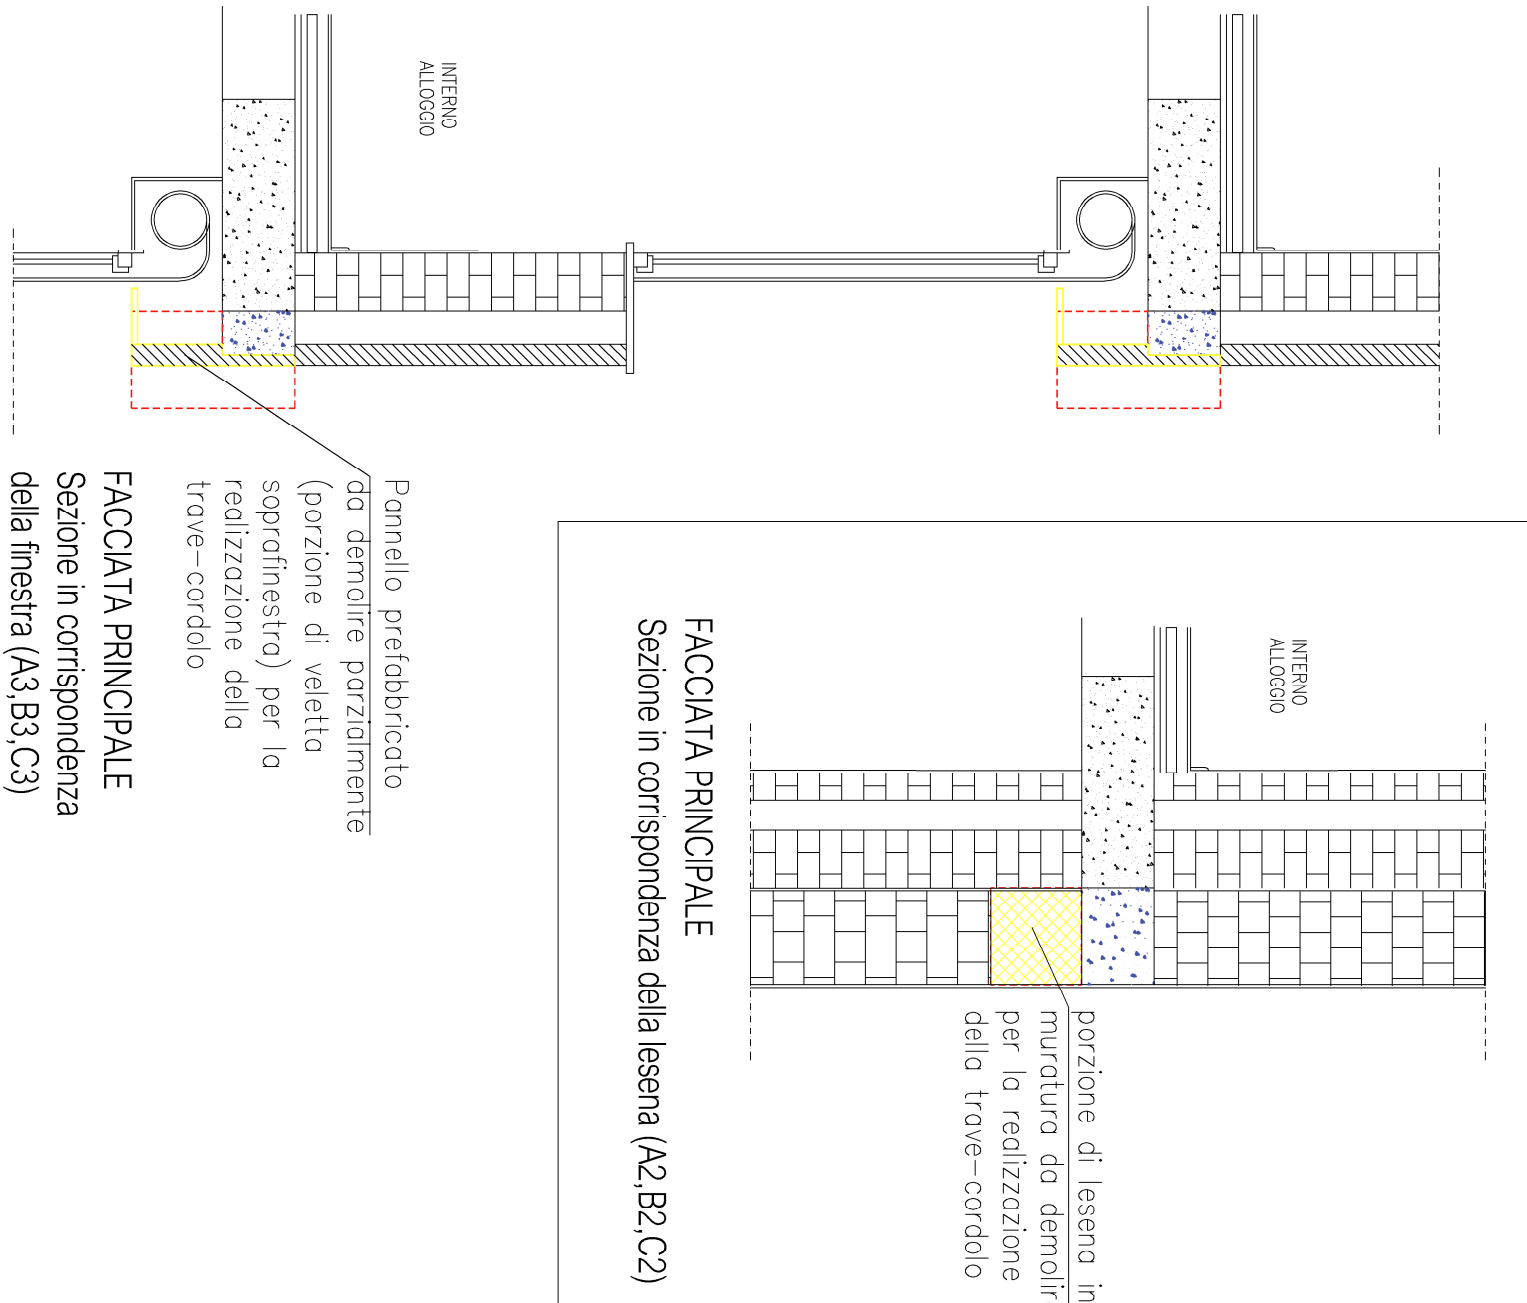 INTERNO
ALLOGGIO
Pannello prefabbricato
da demolire parzialmente
(porzione di veletta
soprafinestra) per la
realizzazione della
trave-cordolo
FACCIATA PRINCIPALE
Sezione in corrispondenza
della finestra (A3,B3,C3)
INTERNO
ALLOGGIO
porzione di lesena in
muratura da demolir
per la realizzazione
della trave-cordolo
FACCIATA PRINCIPALE
Sezione in corrispondenza della lesena (A2,B2,C2)